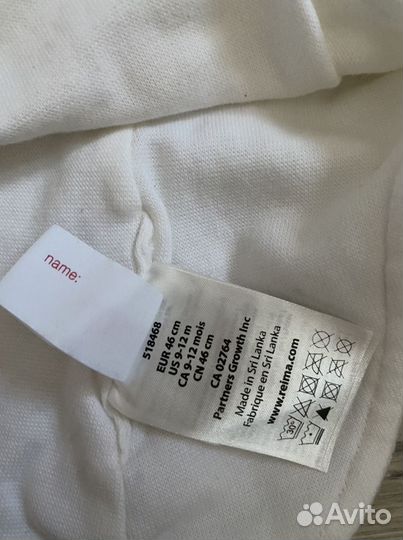 name:
518468
EUR 46 cm
US 9-12 m
CA 9-12 mois
CN 46 cm
CA 02764
Partners Growth Inc
Made in Sri Lanka
Fabriqué en Sri Lanka
www.reima.com
30°
Avito